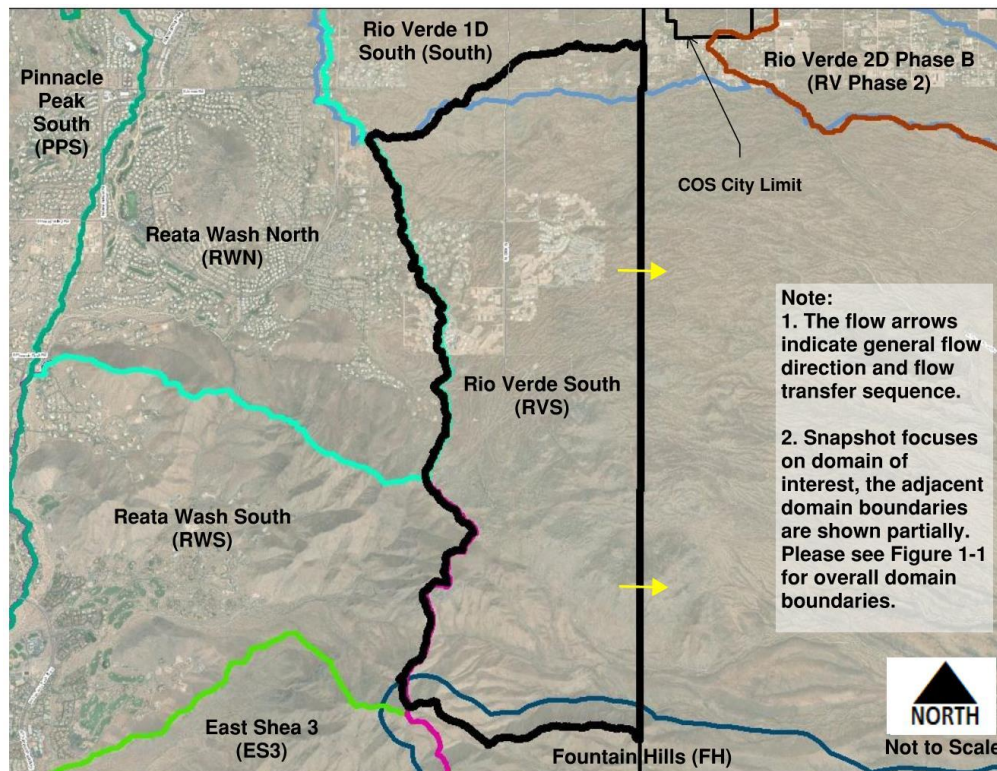 Rio Verde 1D
South (South)
Pinnacle
Peak
South
(PPS)
Rio Verde 2D Phase B
(RV Phase 2)
COS City Limit
Reata Wash North
(RWN)
Note:
1. The flow arrows
indicate general flow
direction and flow
transfer sequence.
2. Snapshot focuses
on domain of
interest, the adjacent
domain boundaries
are shown partially.
Please see Figure 1-1
for overall domain
boundaries.
Rio Verde South
(RVS)
Reata Wash South
(RWS)
East Shea 3
(ES3)
Fountain Hills (FH)
NORTH
Not to Scale